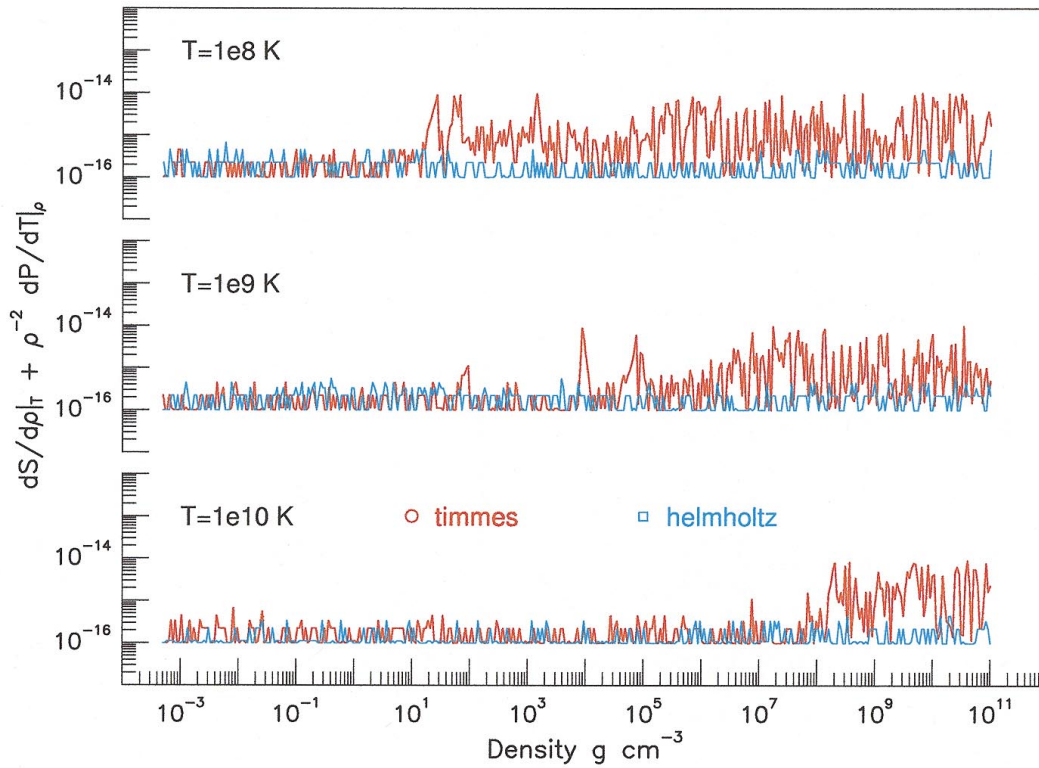 T=1e8 K
10⁻¹⁴
10⁻¹⁶
T=1e9 K
10⁻¹⁴
10⁻¹⁶
T=1e10 K
timmes
helmholtz
10⁻¹⁴
10⁻¹⁶
dS/dρ|T + ρ⁻² dP/dT|ρ
10⁻³ 10⁻¹ 10¹ 10³ 10⁵ 10⁷ 10⁹ 10¹¹
Density g cm⁻³